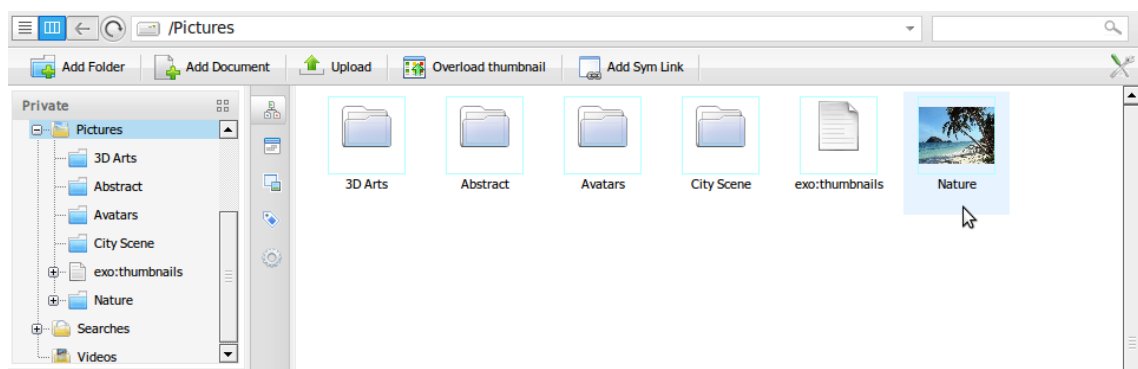 /Pictures
Add Folder Add Document Upload Overload thumbnail Add Sym Link
Private
Pictures
3D Arts
Abstract
Avatars
City Scene
exo:thumbnails
Nature
Searches
Videos
3D Arts Abstract Avatars City Scene exo:thumbnails Nature